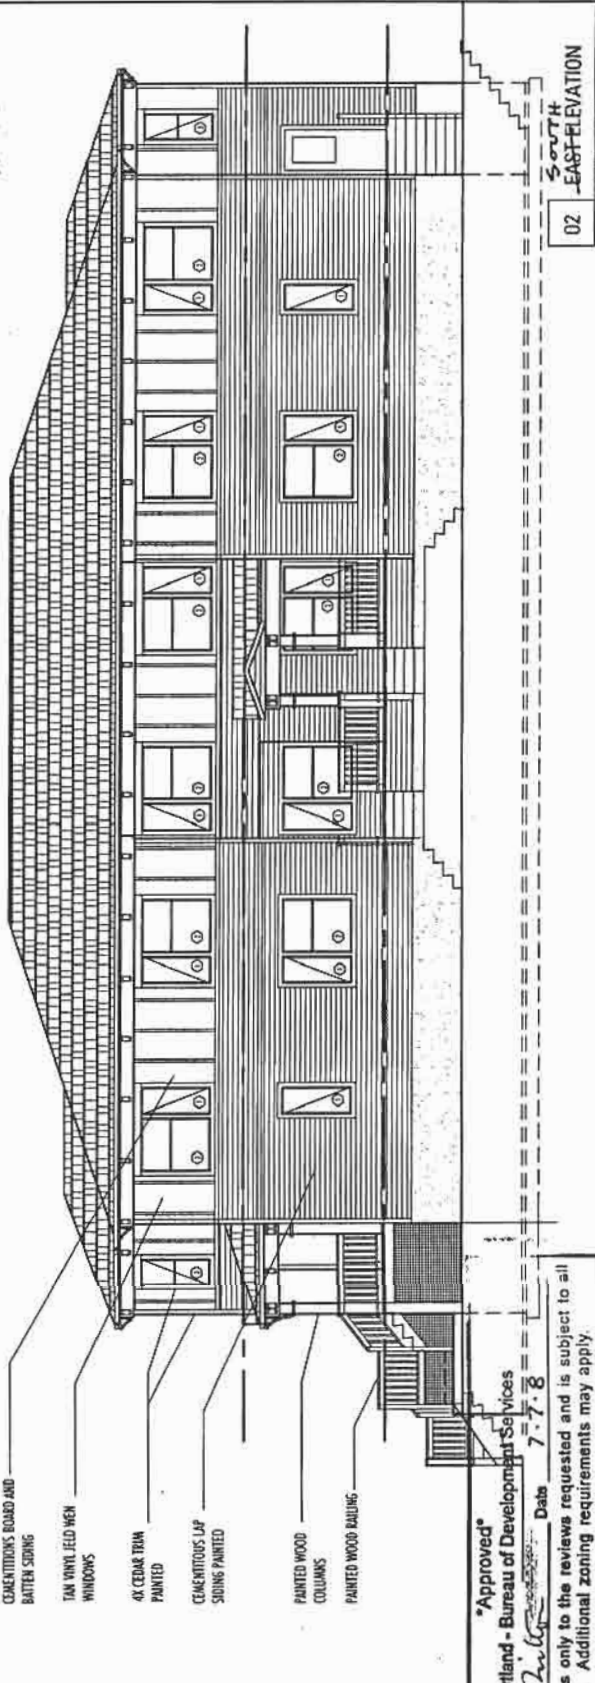 CEMENTITIONS BOARD AND
BATTEN SIDING
TAN VINYL JELD WEN
WINDOWS
4X CEDAR TRIM
PAINTED
CEMENTITOUS LAP
SIDING PAINTED
PAINTED WOOD
COLUMNS
PAINTED WOOD RAILING
SOUTH
02 EAST ELEVATION
*Approved*
rtland - Bureau of Development Services
Date 7.7.8
s only to the reviews requested and is subject to all
Additional zoning requirements may apply.